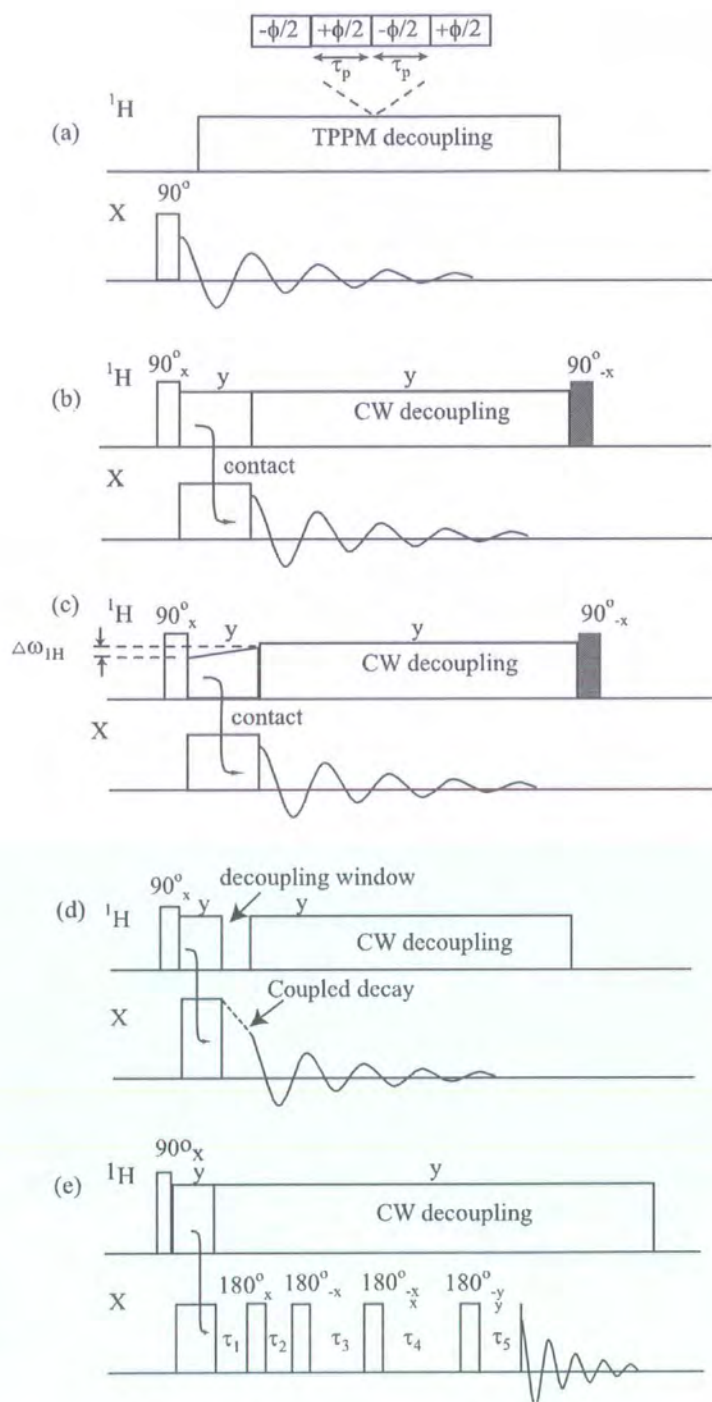 -ϕ/2 +ϕ/2 -ϕ/2 +ϕ/2
τp τp
(a) ¹H TPPM decoupling
90°
X
(b) ¹H 90°x y y 90°-x
CW decoupling
contact
X
(c) ¹H 90°x y y 90°-x
Δω1H
CW decoupling
contact
X
(d) ¹H 90°x y decoupling window y
CW decoupling
Coupled decay
X
(e) ¹H 90ºx y y
CW decoupling
X 180°x 180°-x 180°-x x 180°-y y
τ1 τ2 τ3 τ4 τ5